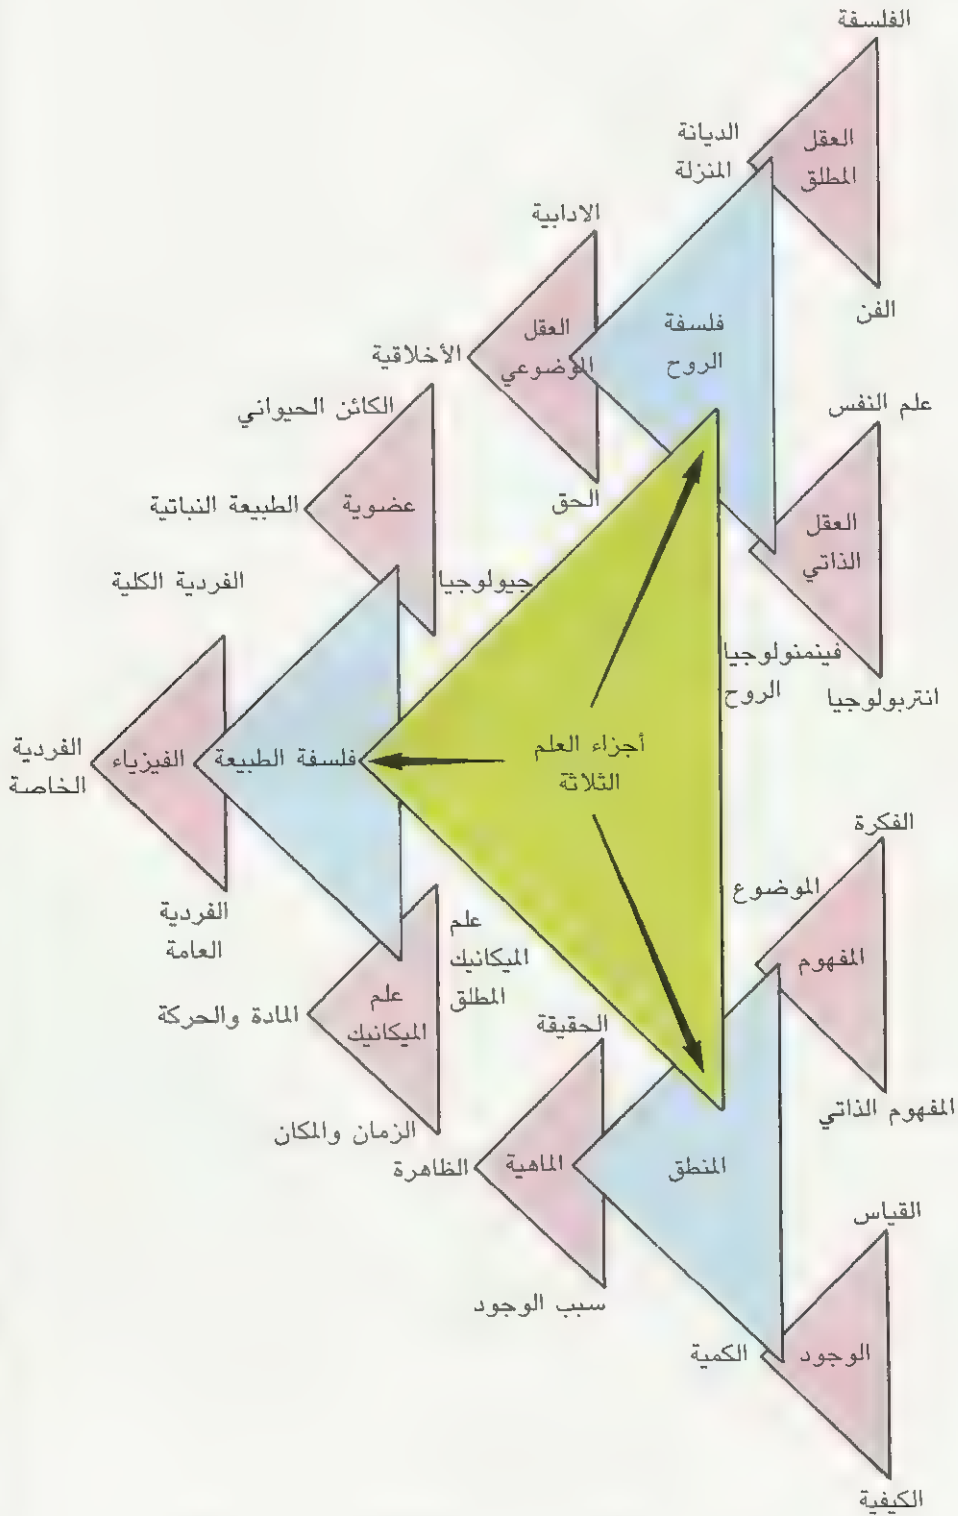 الفلسفة
العقل
المطلق
الديانة
المنزلة
الفن
الادابية
العقل
الموضوعي
الأخلاقية
الحق
فلسفة
الروح
علم النفس
العقل
الذاتي
فينمنولوجيا
الروح
انتربولوجيا
الكائن الحيواني
عضوية
الطبيعة النباتية
جيولوجيا
الفردية الكلية
أجزاء العلم
الثلاثة
فلسفة الطبيعة
الفيزياء
الفردية
الخاصة
الفردية
العامة
علم
الميكانيك
المطلق
علم
الميكانيك
المادة والحركة
الزمان والمكان
الفكرة
الموضوع
المفهوم
المفهوم الذاتي
الحقيقة
الماهية
الظاهرة
سبب الوجود
المنطق
القياس
الوجود
الكمية
الكيفية